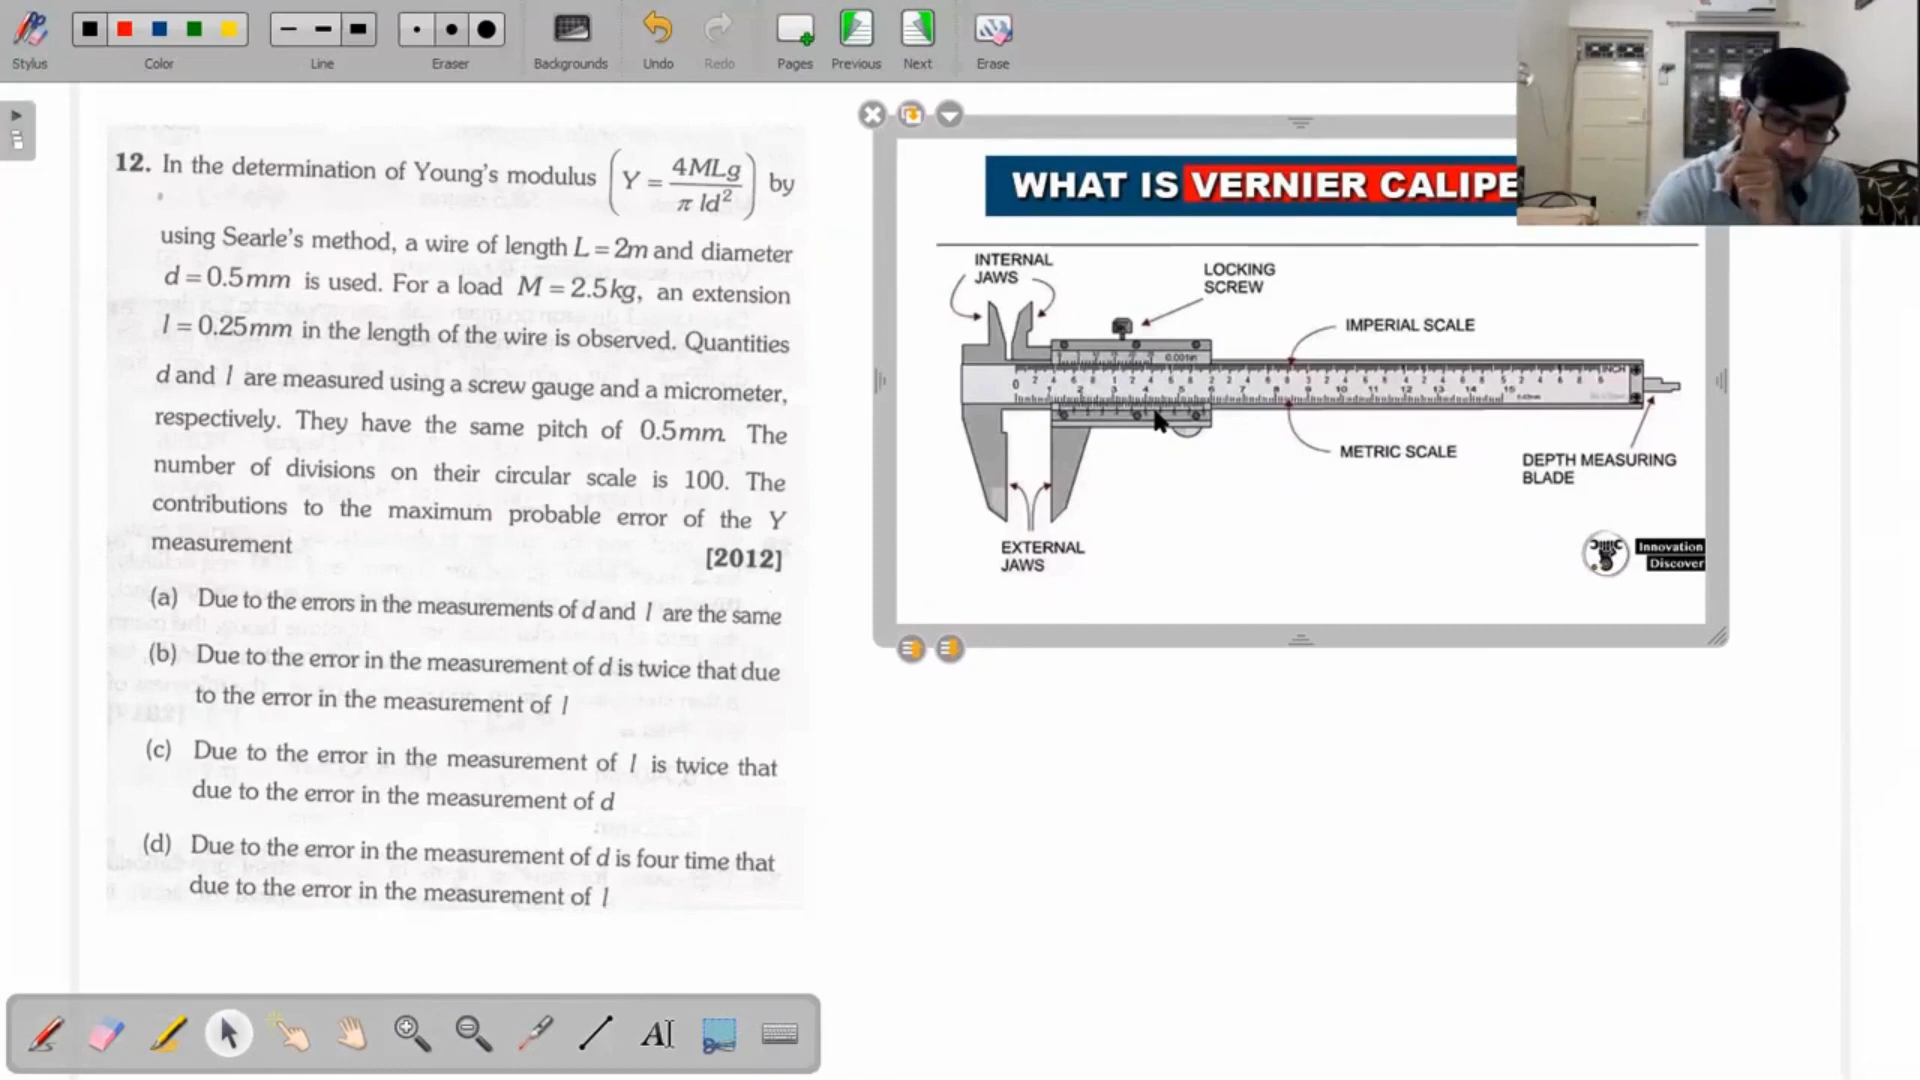 Stylus
Color
Line
Eraser
Backgrounds
Undo
Redo
Pages
Previous
Next
Erase
12. In the determination of Young's modulus (Y = 4MLg / π ld²) by
using Searle's method, a wire of length L = 2m and diameter
d = 0.5mm is used. For a load M = 2.5kg, an extension
l = 0.25mm in the length of the wire is observed. Quantities
d and l are measured using a screw gauge and a micrometer,
respectively. They have the same pitch of 0.5mm. The
number of divisions on their circular scale is 100. The
contributions to the maximum probable error of the Y
measurement [2012]
(a) Due to the errors in the measurements of d and l are the same
(b) Due to the error in the measurement of d is twice that due
to the error in the measurement of l
(c) Due to the error in the measurement of l is twice that
due to the error in the measurement of d
(d) Due to the error in the measurement of d is four time that
due to the error in the measurement of l
WHAT IS VERNIER CALIPE
INTERNAL
JAWS
LOCKING
SCREW
IMPERIAL SCALE
0.001in
INCH
METRIC SCALE
DEPTH MEASURING
BLADE
EXTERNAL
JAWS
Innovation
Discover
AI